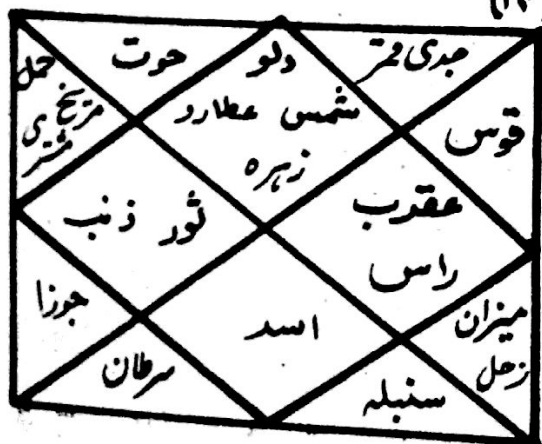 جدی قمر
دلو
شمس عطارد
زہرہ
حوت
حمل
مریخ
مشتری
قوس
عقرب
راس
ثور ذنب
جوزا
اسد
میزان
زحل
سرطان
سنبلہ